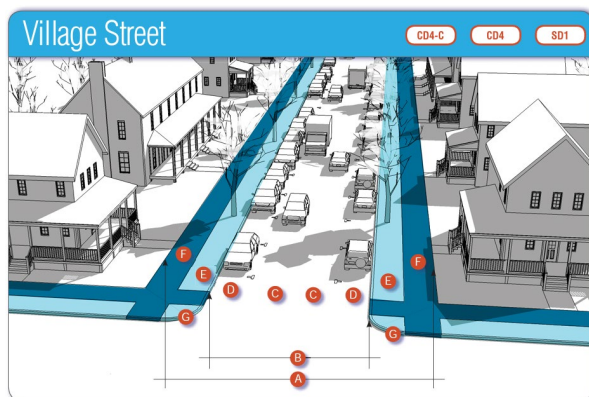 Village Street
CD4-C CD4 SD1
F F
E E
D C C D
G G
B
A